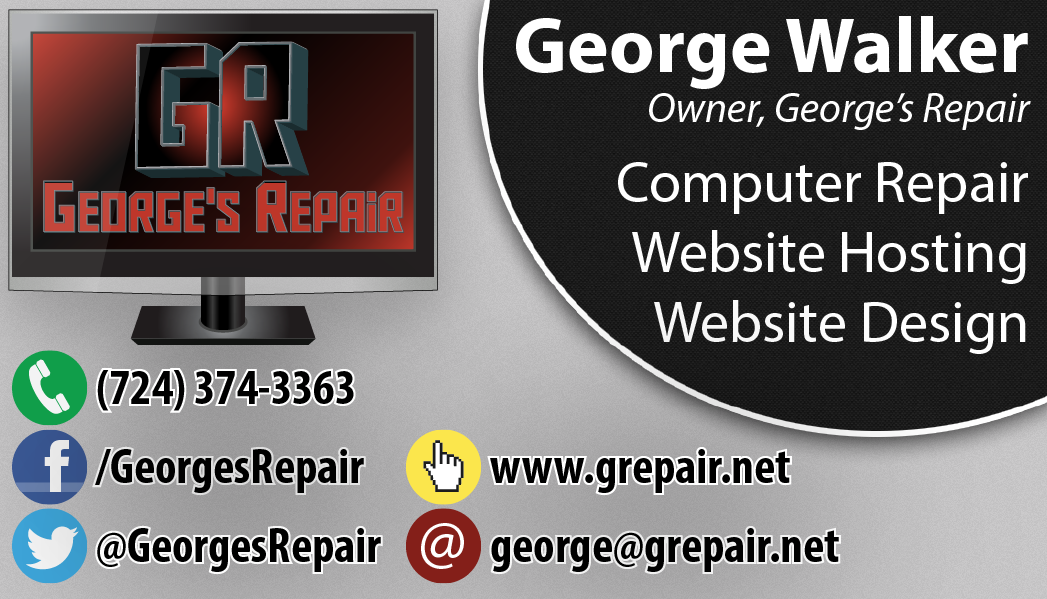 GR
GEORGE'S REPAIR
George Walker
Owner, George's Repair
Computer Repair
Website Hosting
Website Design
(724) 374-3363
/GeorgesRepair
@GeorgesRepair
www.grepair.net
@ george@grepair.net